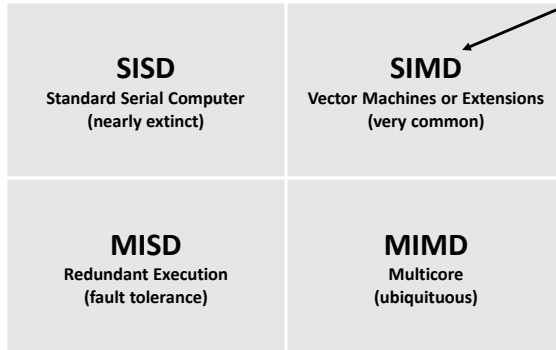 SISD
Standard Serial Computer
(nearly extinct)
SIMD
Vector Machines or Extensions
(very common)
MISD
Redundant Execution
(fault tolerance)
MIMD
Multicore
(ubiquituous)